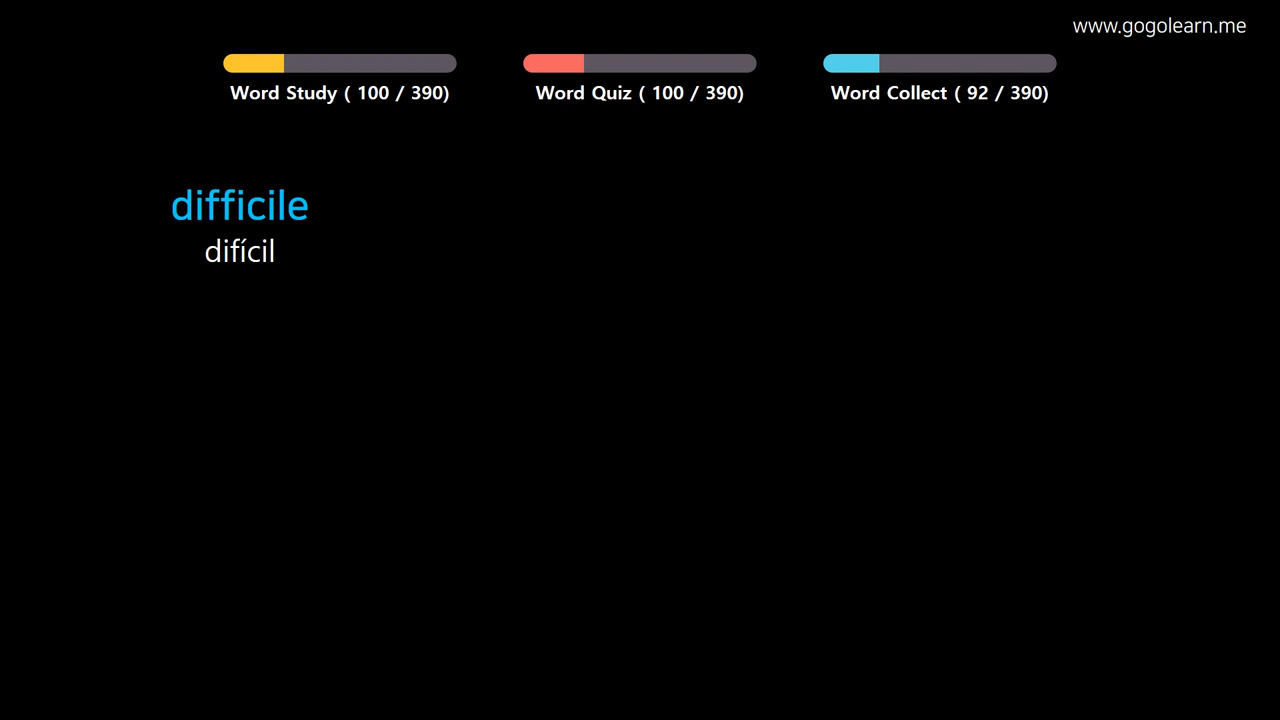 www.gogolearn.me
Word Study ( 100 / 390)
Word Quiz ( 100 / 390)
Word Collect ( 92 / 390)
difficile
difícil